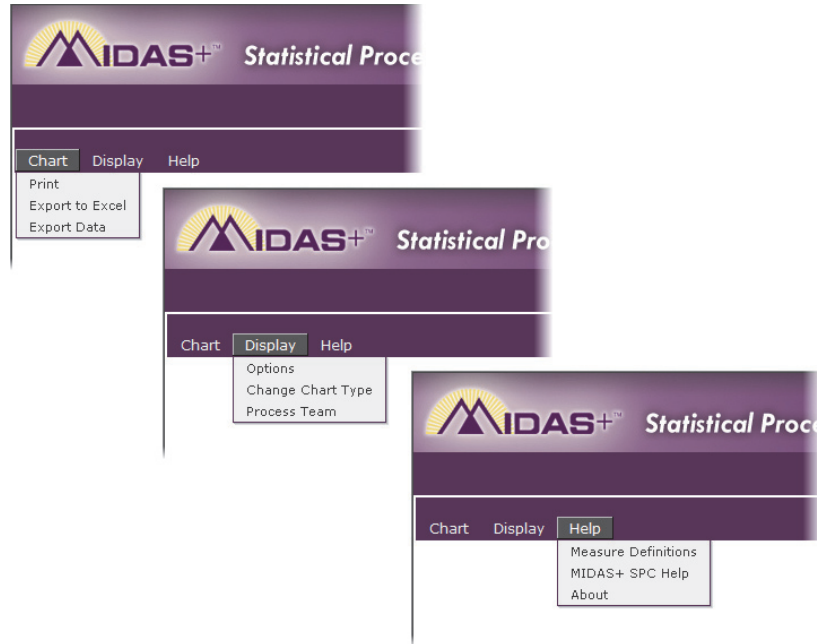 MIDAS+™ Statistical Proce
Chart Display Help
Print
Export to Excel
Export Data
MIDAS+™ Statistical Pro
Chart Display Help
Options
Change Chart Type
Process Team
MIDAS+™ Statistical Proce
Chart Display Help
Measure Definitions
MIDAS+ SPC Help
About